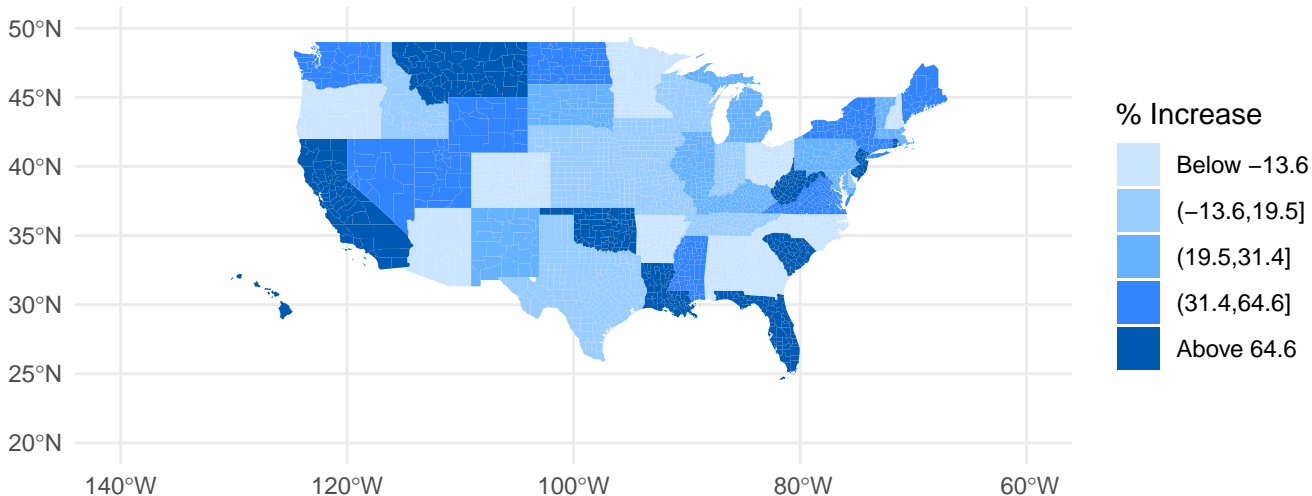 50°N
45°N
40°N
35°N
30°N
25°N
20°N
140°W 120°W 100°W 80°W 60°W
% Increase
Below −13.6
(−13.6,19.5]
(19.5,31.4]
(31.4,64.6]
Above 64.6